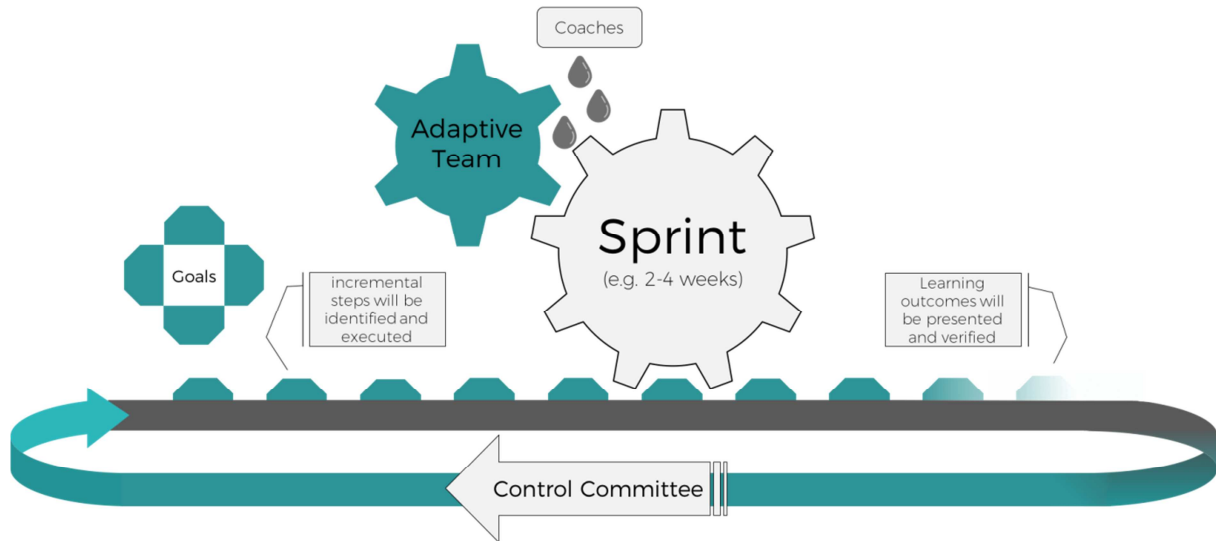 Coaches
Adaptive
Team
Sprint
(e.g. 2-4 weeks)
Goals
incremental
steps will be
identified and
executed
Learning
outcomes will
be presented
and verified
Control Committee